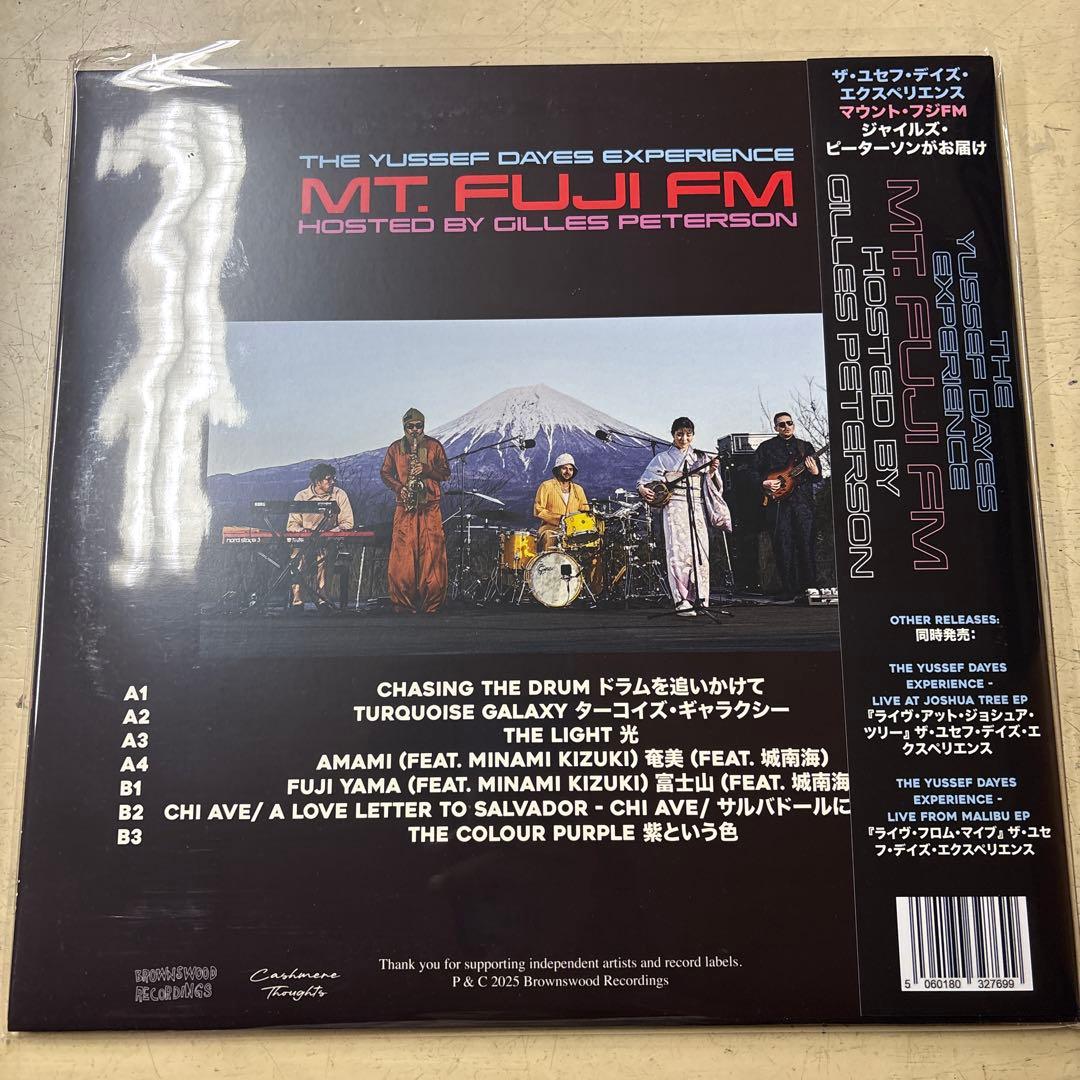 THE YUSSEF DAYES EXPERIENCE
MT. FUJI FM
HOSTED BY GILLES PETERSON
A1 CHASING THE DRUM ドラムを追いかけて
A2 TURQUOISE GALAXY ターコイズ・ギャラクシー
A3 THE LIGHT 光
A4 AMAMI (FEAT. MINAMI KIZUKI) 奄美 (FEAT. 城南海)
B1 FUJI YAMA (FEAT. MINAMI KIZUKI) 富士山 (FEAT. 城南海
B2 CHI AVE/ A LOVE LETTER TO SALVADOR - CHI AVE/ サルバドールに
B3 THE COLOUR PURPLE 紫という色
BROWNSWOOD
RECORDINGS
Cashmere
Thoughts
Thank you for supporting independent artists and record labels.
P & C 2025 Brownswood Recordings
ザ・ユセフ・デイズ・
エクスペリエンス
マウント・フジFM
ジャイルズ・
ピーターソンがお届け
THE
YUSSEF DAYES
EXPERIENCE
MT. FUJI FM
HOSTED BY
GILLES PETERSON
OTHER RELEASES:
同時発売:
THE YUSSEF DAYES
EXPERIENCE -
LIVE AT JOSHUA TREE EP
『ライヴ・アット・ジョシュア・
ツリー』ザ・ユセフ・デイズ・エ
クスペリエンス
THE YUSSEF DAYES
EXPERIENCE -
LIVE FROM MALIBU EP
『ライヴ・フロム・マイブ』ザ・ユセ
フ・デイズ・エクスペリエンス
5 060180 327699
nord stage 3
KORG